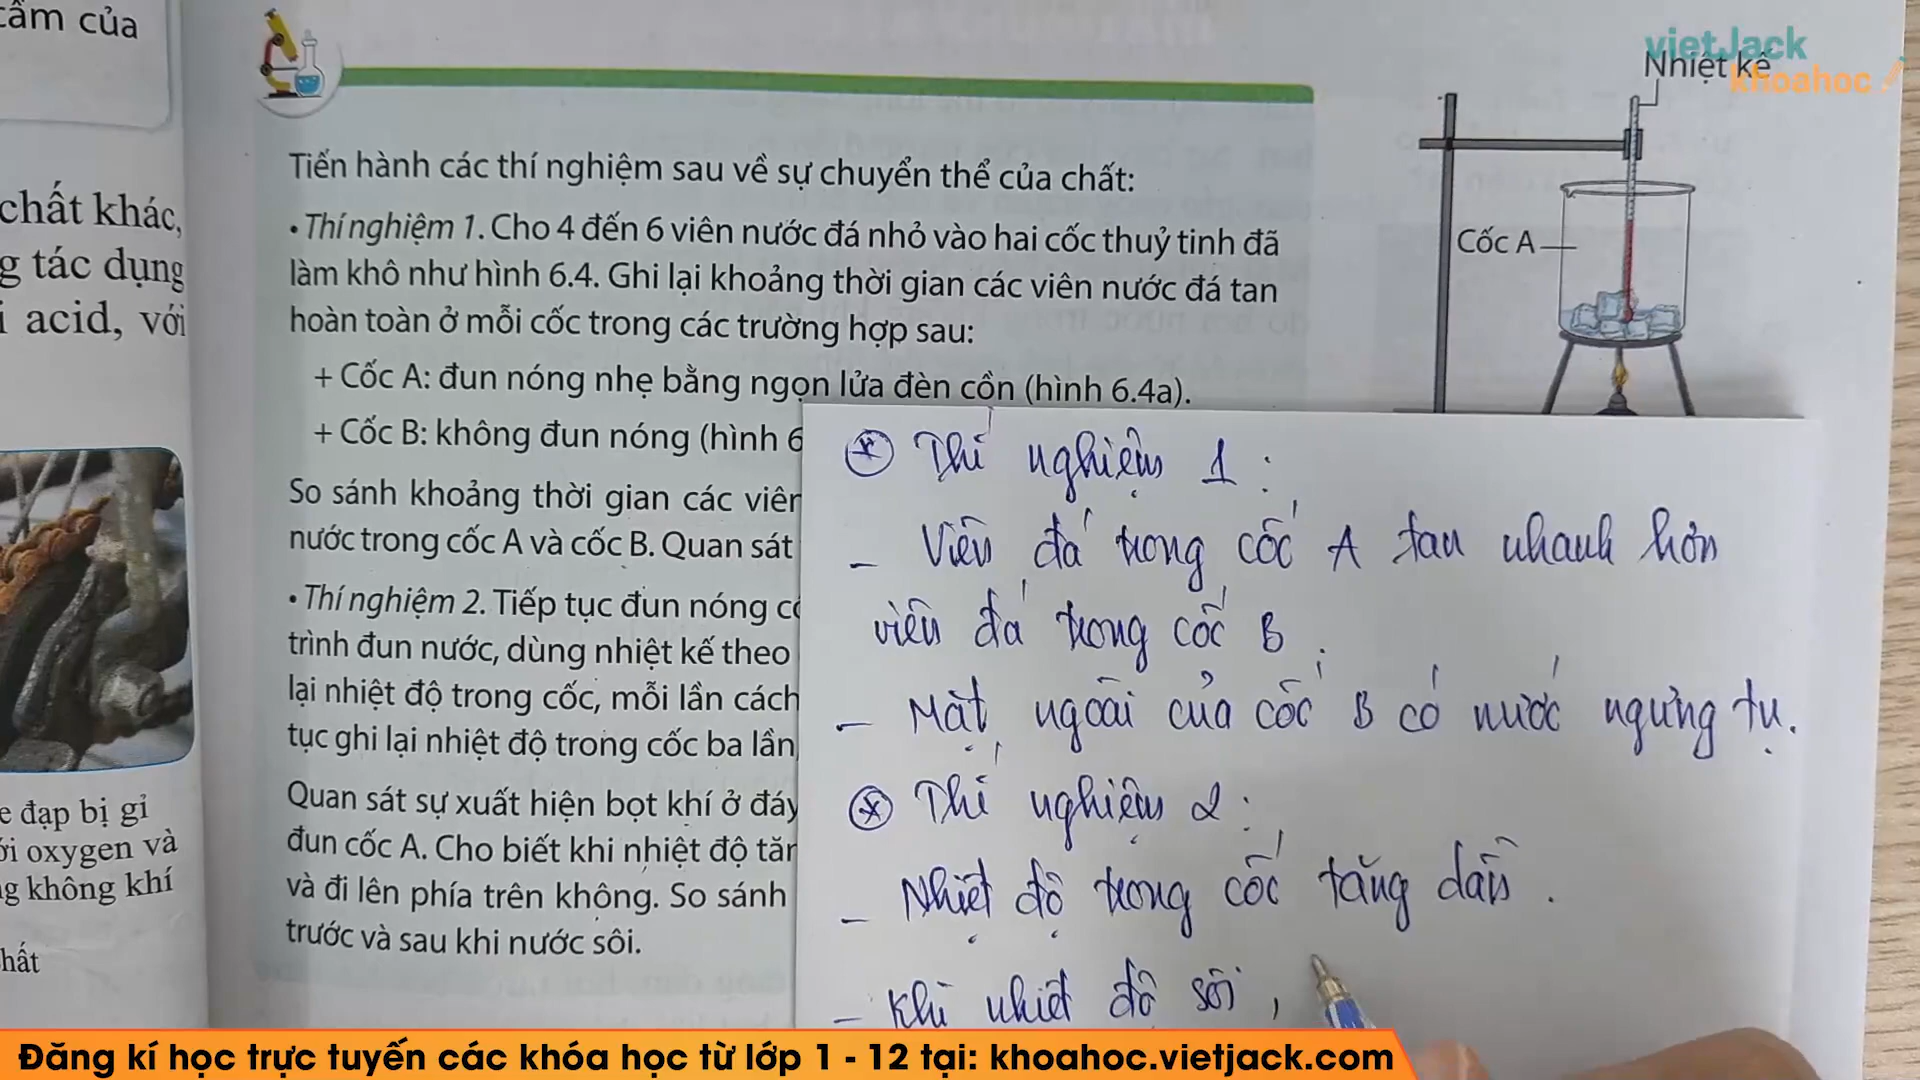 tầm của
chất khác,
g tác dụng
i acid, với
e đạp bị gỉ
ới oxygen và
ng không khí
hất
Tiến hành các thí nghiệm sau về sự chuyển thể của chất:
• Thí nghiệm 1. Cho 4 đến 6 viên nước đá nhỏ vào hai cốc thuỷ tinh đã
làm khô như hình 6.4. Ghi lại khoảng thời gian các viên nước đá tan
hoàn toàn ở mỗi cốc trong các trường hợp sau:
+ Cốc A: đun nóng nhẹ bằng ngọn lửa đèn cồn (hình 6.4a).
+ Cốc B: không đun nóng (hình 6
So sánh khoảng thời gian các viên
nước trong cốc A và cốc B. Quan sát
• Thí nghiệm 2. Tiếp tục đun nóng cố
trình đun nước, dùng nhiệt kế theo
lại nhiệt độ trong cốc, mỗi lần cách
tục ghi lại nhiệt độ trong cốc ba lần,
Quan sát sự xuất hiện bọt khí ở đáy
đun cốc A. Cho biết khi nhiệt độ tăn
và đi lên phía trên không. So sánh
trước và sau khi nước sôi.
vietJack
khoahoc
Nhiệt kế
Cốc A
* Thí nghiệm 1 :
- Viên đá trong cốc A tan nhanh hơn
viên đá trong cốc B .
- Mặt ngoài của cốc B có nước ngưng tụ.
* Thí nghiệm 2 :
- Nhiệt độ trong cốc tăng dần .
- Khi nhiệt độ sôi ,
Đăng kí học trực tuyến các khóa học từ lớp 1 - 12 tại: khoahoc.vietjack.com